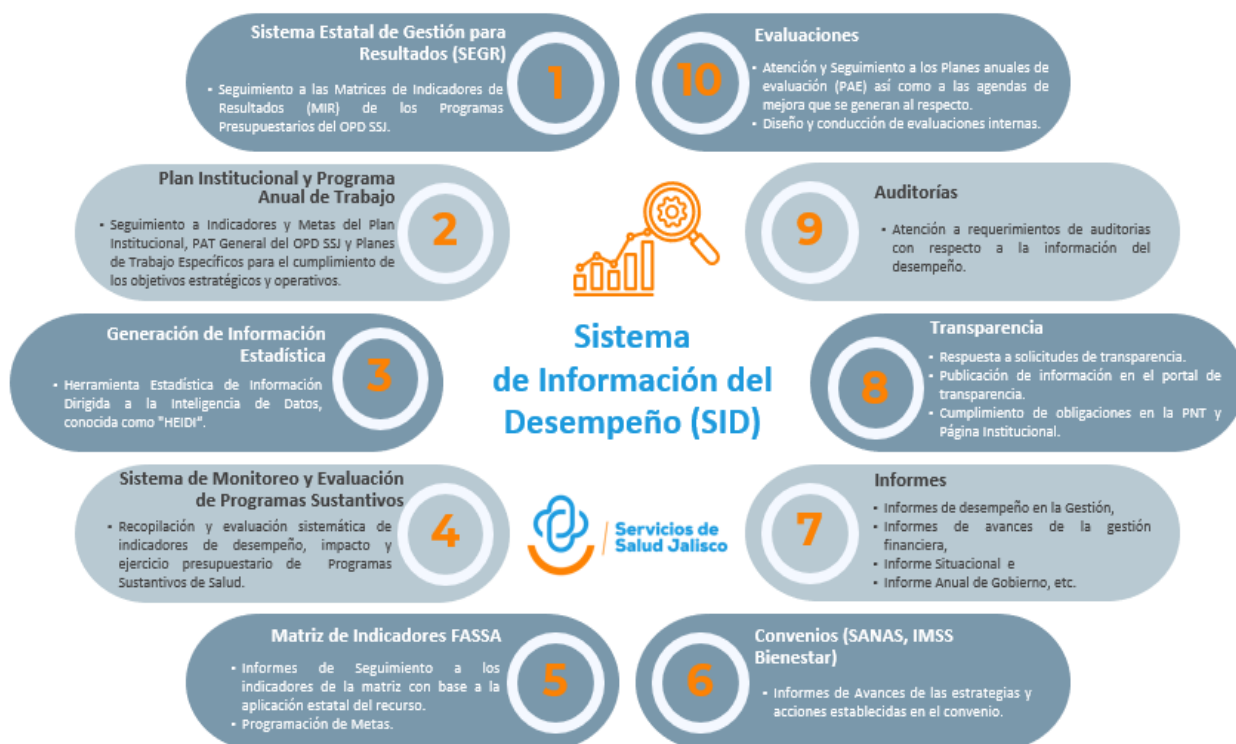 Sistema Estatal de Gestión para
Resultados (SEGR)
• Seguimiento a las Matrices de Indicadores de
Resultados (MIR) de los Programas
Presupuestarios del OPD SSJ.
1
Plan Institucional y Programa
Anual de Trabajo
• Seguimiento a Indicadores y Metas del Plan
Institucional, PAT General del OPD SSJ y Planes
de Trabajo Específicos para el cumplimiento de
los objetivos estratégicos y operativos.
2
Generación de Información
Estadística
• Herramienta Estadística de Información
Dirigida a la Inteligencia de Datos,
conocida como "HEIDI".
3
Sistema de Monitoreo y Evaluación
de Programas Sustantivos
• Recopilación y evaluación sistemática de
indicadores de desempeño, impacto y
ejercicio presupuestario de Programas
Sustantivos de Salud.
4
Matriz de Indicadores FASSA
• Informes de Seguimiento a los
indicadores de la matriz con base a la
aplicación estatal del recurso.
• Programación de Metas.
5
Sistema
de Información del
Desempeño (SID)
Servicios de
Salud Jalisco
Convenios (SANAS, IMSS
Bienestar)
• Informes de Avances de las estrategias y
acciones establecidas en el convenio.
6
Informes
• Informes de desempeño en la Gestión,
• Informes de avances de la gestión
financiera,
• Informe Situacional e
• Informe Anual de Gobierno, etc.
7
Transparencia
• Respuesta a solicitudes de transparencia.
• Publicación de información en el portal de
transparencia.
• Cumplimiento de obligaciones en la PNT y
Página Institucional.
8
Auditorías
• Atención a requerimientos de auditorias
con respecto a la información del
desempeño.
9
Evaluaciones
• Atención y Seguimiento a los Planes anuales de
evaluación (PAE) así como a las agendas de
mejora que se generan al respecto.
• Diseño y conducción de evaluaciones internas.
10